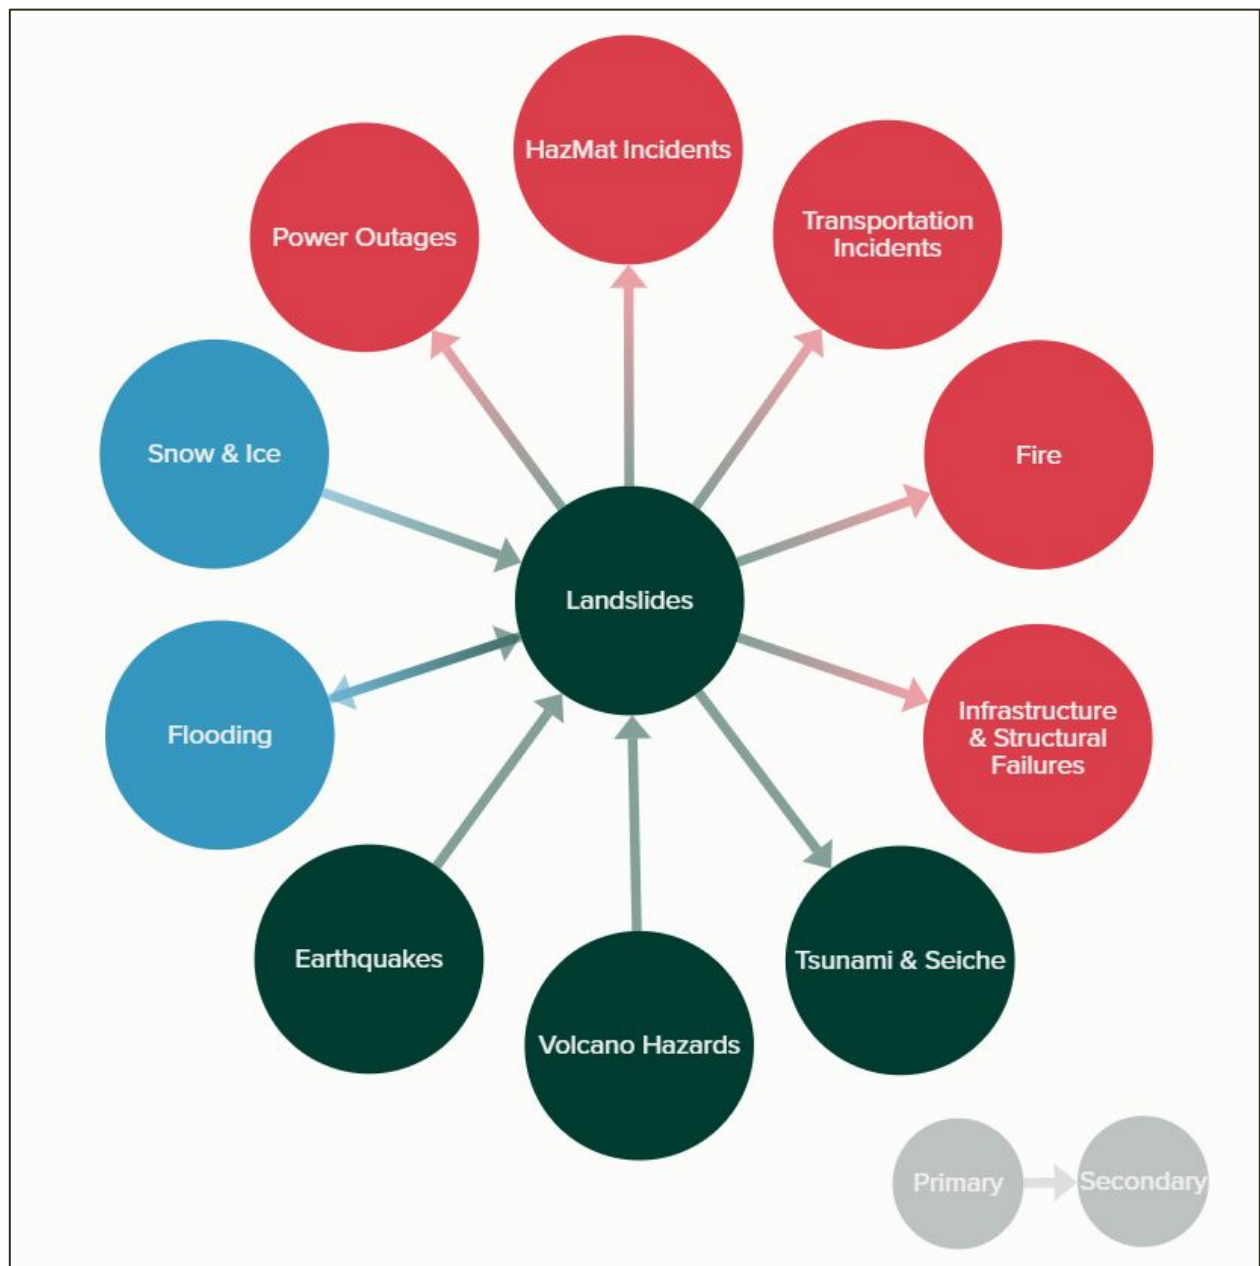 HazMat Incidents
Power Outages
Transportation
Incidents
Snow & Ice
Fire
Landslides
Flooding
Infrastructure
& Structural
Failures
Earthquakes
Tsunami & Seiche
Volcano Hazards
Primary
Secondary